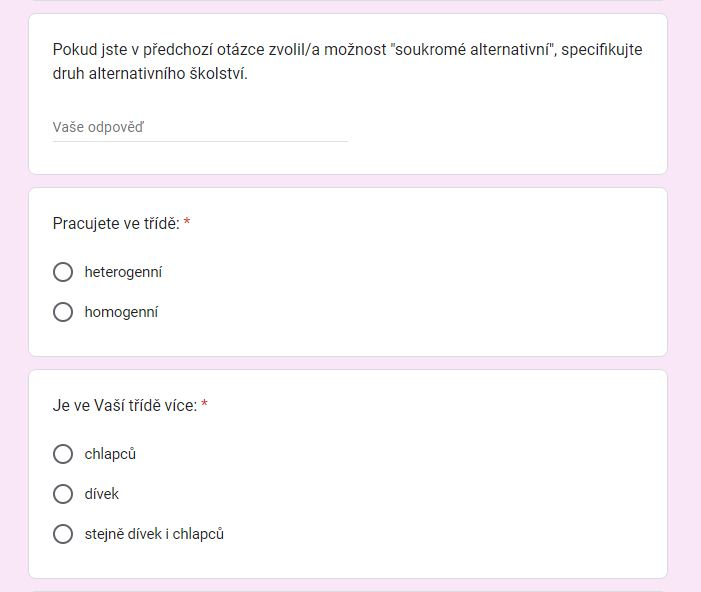 Pokud jste v předchozí otázce zvolil/a možnost "soukromé alternativní", specifikujte
druh alternativního školství.
Vaše odpověď
Pracujete ve třídě: *
heterogenní
homogenní
Je ve Vaší třídě více: *
chlapců
dívek
stejně dívek i chlapců